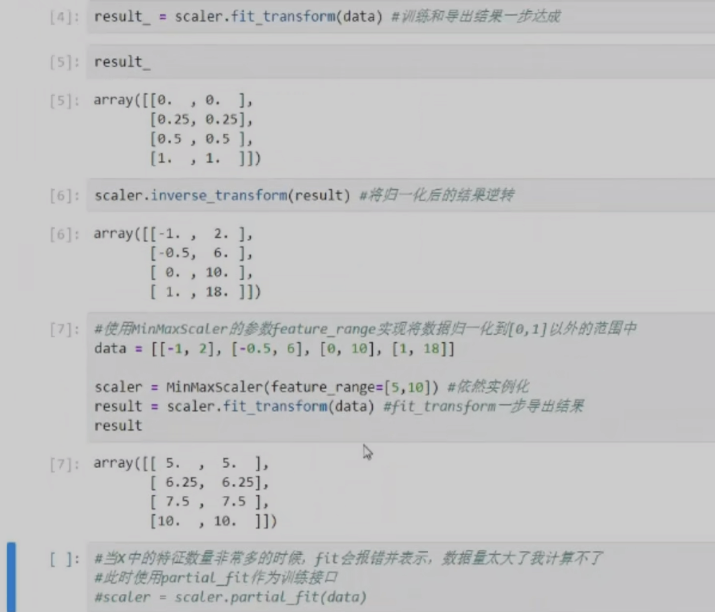 [4]: result_ = scaler.fit_transform(data) #训练和导出结果一步达成
[5]: result_
[5]: array([[0.  , 0.  ],
[0.25, 0.25],
[0.5 , 0.5 ],
[1.  , 1.  ]])
[6]: scaler.inverse_transform(result) #将归一化后的结果逆转
[6]: array([[-1. ,  2. ],
[-0.5,  6. ],
[ 0. , 10. ],
[ 1. , 18. ]])
[7]: #使用MinMaxScaler的参数feature_range实现将数据归一化到[0,1]以外的范围中
data = [[-1, 2], [-0.5, 6], [0, 10], [1, 18]]
scaler = MinMaxScaler(feature_range=[5,10]) #依然实例化
result = scaler.fit_transform(data) #fit_transform一步导出结果
result
[7]: array([[ 5.  ,  5.  ],
[ 6.25,  6.25],
[ 7.5 ,  7.5 ],
[10.  , 10.  ]])
[ ]: #当X中的特征数量非常多的时候，fit会报错并表示，数据量太大了我计算不了
#此时使用partial_fit作为训练接口
#scaler = scaler.partial_fit(data)